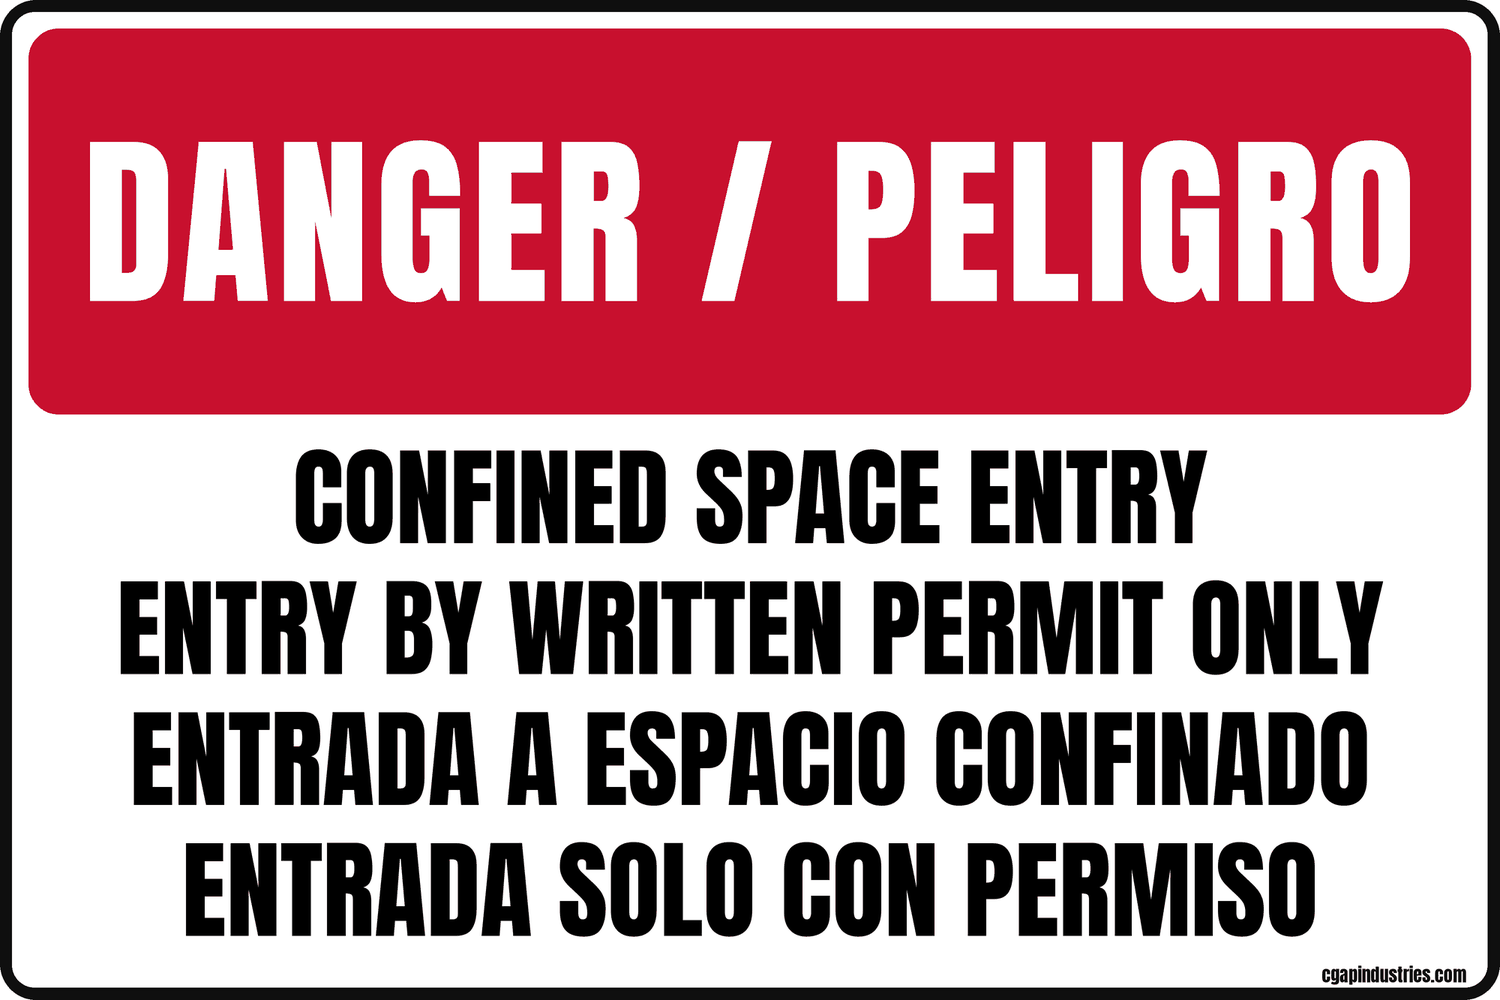 DANGER / PELIGRO
CONFINED SPACE ENTRY
ENTRY BY WRITTEN PERMIT ONLY
ENTRADA A ESPACIO CONFINADO
ENTRADA SOLO CON PERMISO
cgapindustries.com